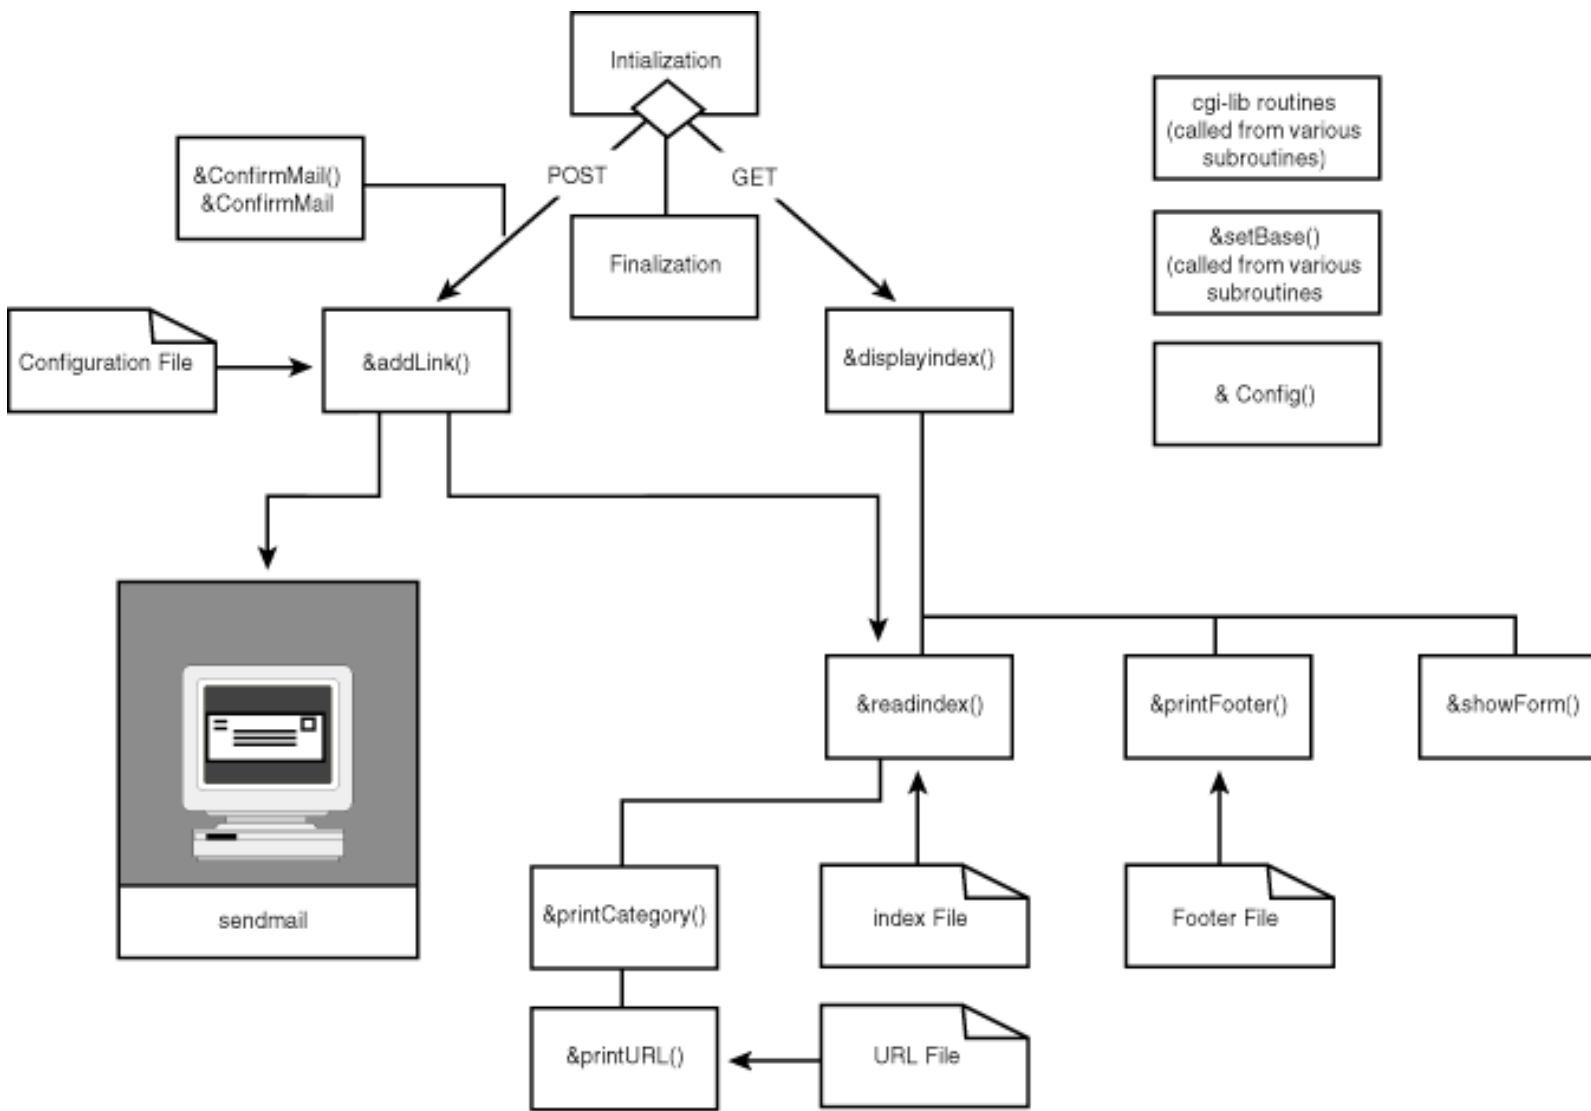 Intialization
cgi-lib routines
(called from various
subroutines)
&ConfirmMail()
&ConfirmMail
POST
GET
Finalization
&setBase()
(called from various
subroutines
Configuration File
&addLink()
&displayindex()
& Config()
&readindex()
&printFooter()
&showForm()
sendmail
&printCategory()
index File
Footer File
&printURL()
URL File